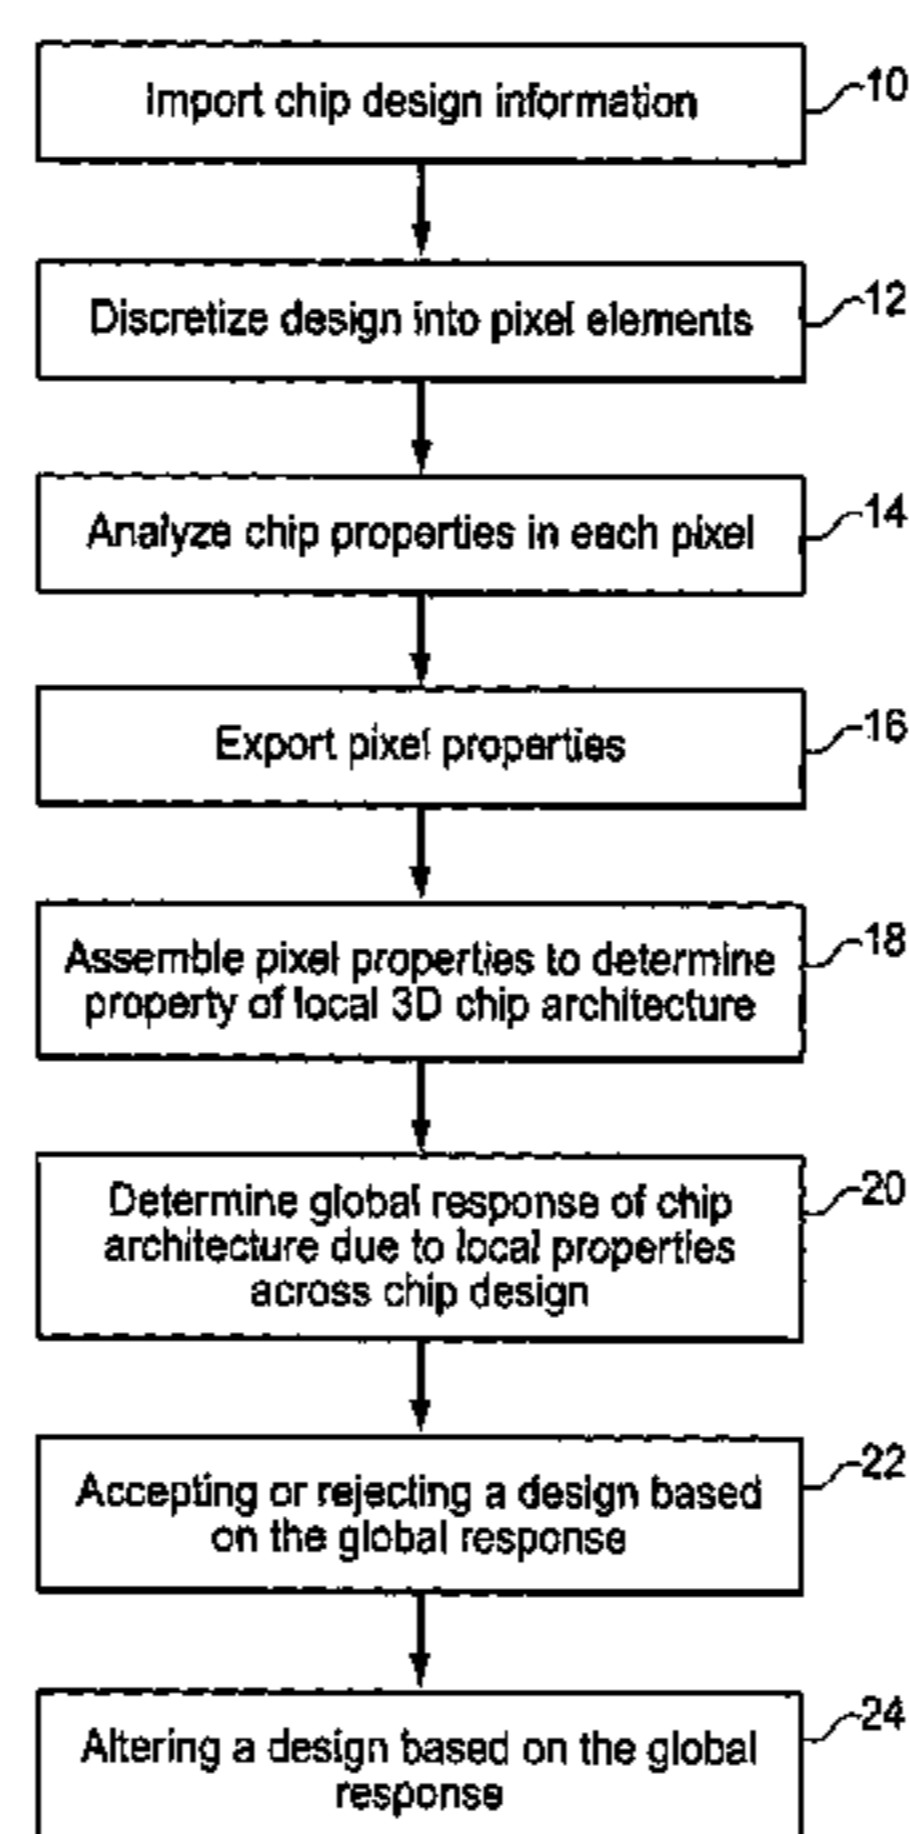 Import chip design information
10
Discretize design into pixel elements
12
Analyze chip properties in each pixel
14
Export pixel properties
16
Assemble pixel properties to determine
property of local 3D chip architecture
18
Determine global response of chip
architecture due to local properties
across chip design
20
Accepting or rejecting a design based
on the global response
22
Altering a design based on the global
response
24